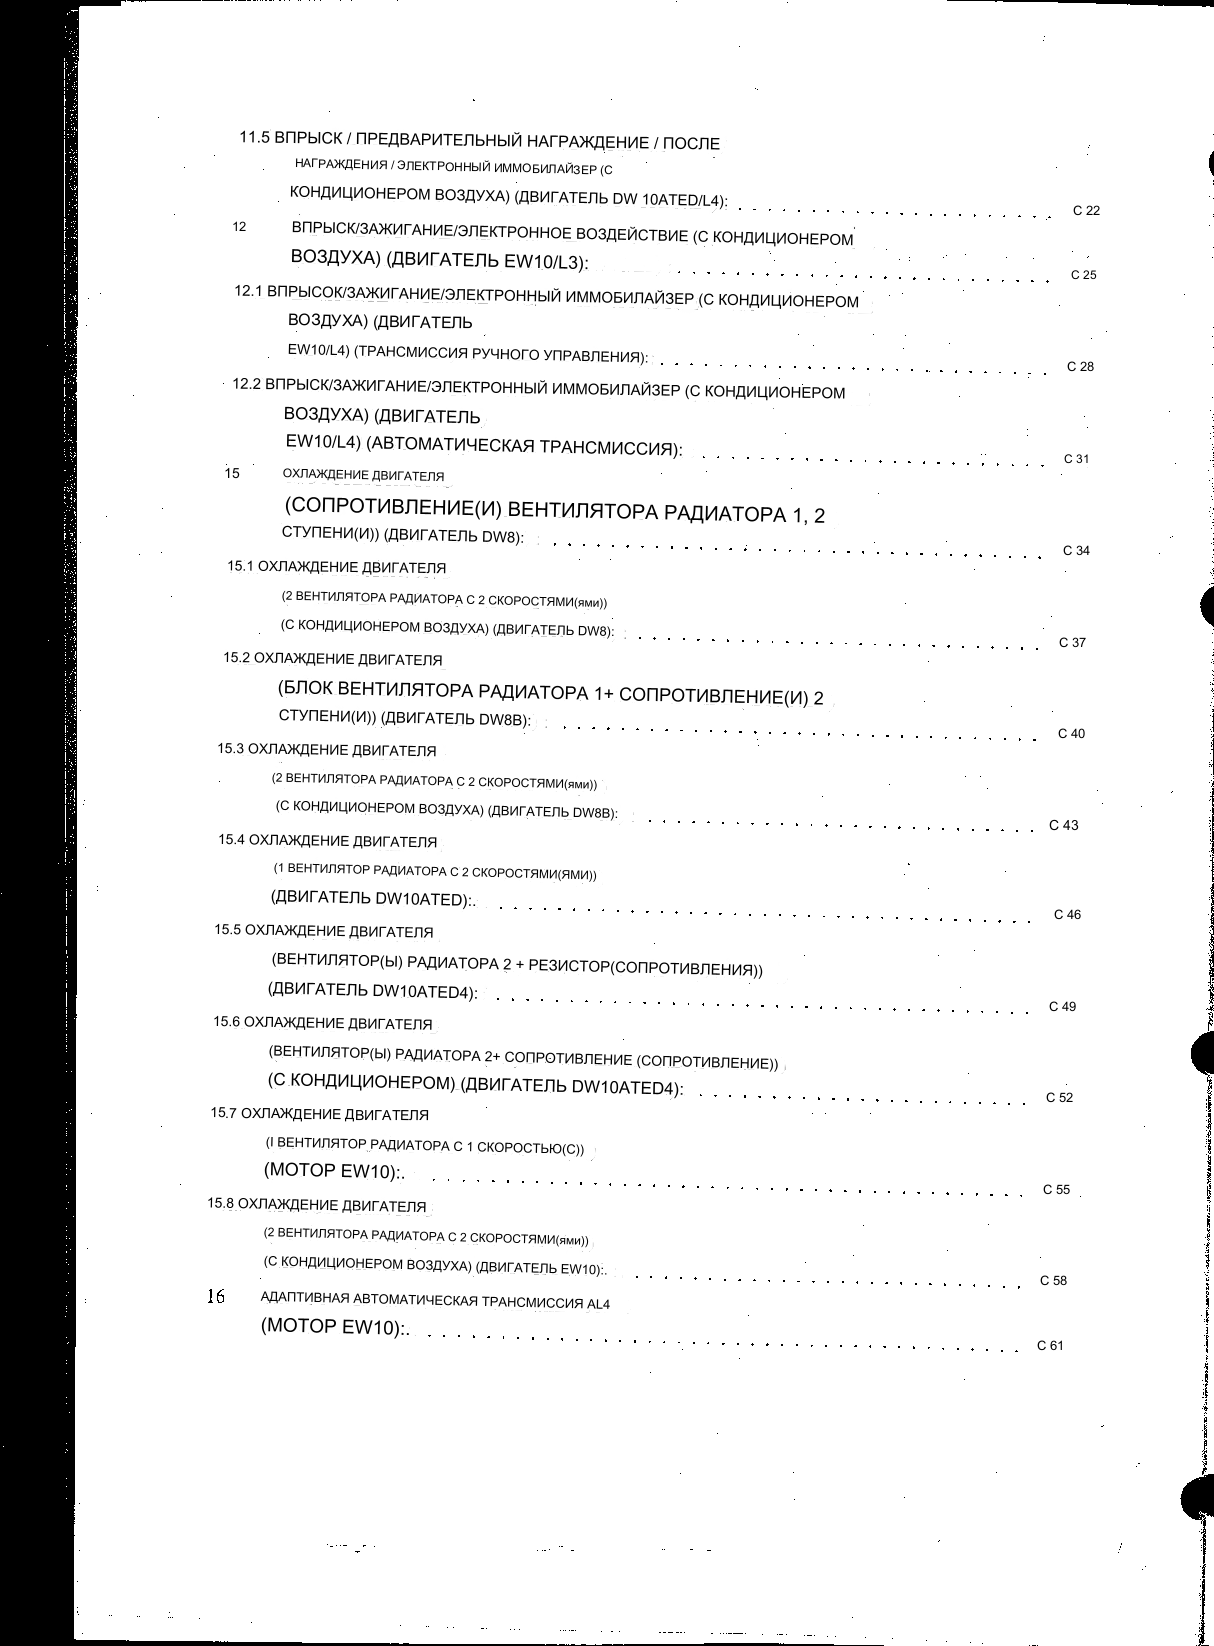 11.5 ВПРЫСК / ПРЕДВАРИТЕЛЬНЫЙ НАГРАЖДЕНИЕ / ПОСЛЕ
НАГРАЖДЕНИЯ / ЭЛЕКТРОННЫЙ ИММОБИЛАЙЗЕР (С
КОНДИЦИОНЕРОМ ВОЗДУХА) (ДВИГАТЕЛЬ DW 10ATED/L4): C 22
12 ВПРЫСК/ЗАЖИГАНИЕ/ЭЛЕКТРОННОЕ ВОЗДЕЙСТВИЕ (С КОНДИЦИОНЕРОМ
ВОЗДУХА) (ДВИГАТЕЛЬ EW10/L3): C 25
12.1 ВПРЫСОК/ЗАЖИГАНИЕ/ЭЛЕКТРОННЫЙ ИММОБИЛАЙЗЕР (С КОНДИЦИОНЕРОМ
ВОЗДУХА) (ДВИГАТЕЛЬ
EW10/L4) (ТРАНСМИССИЯ РУЧНОГО УПРАВЛЕНИЯ): C 28
12.2 ВПРЫСК/ЗАЖИГАНИЕ/ЭЛЕКТРОННЫЙ ИММОБИЛАЙЗЕР (С КОНДИЦИОНЕРОМ
ВОЗДУХА) (ДВИГАТЕЛЬ
EW10/L4) (АВТОМАТИЧЕСКАЯ ТРАНСМИССИЯ): C 31
15 ОХЛАЖДЕНИЕ ДВИГАТЕЛЯ
(СОПРОТИВЛЕНИЕ(И) ВЕНТИЛЯТОРА РАДИАТОРА 1, 2
СТУПЕНИ(И)) (ДВИГАТЕЛЬ DW8): C 34
15.1 ОХЛАЖДЕНИЕ ДВИГАТЕЛЯ
(2 ВЕНТИЛЯТОРА РАДИАТОРА С 2 СКОРОСТЯМИ(ями))
(С КОНДИЦИОНЕРОМ ВОЗДУХА) (ДВИГАТЕЛЬ DW8): C 37
15.2 ОХЛАЖДЕНИЕ ДВИГАТЕЛЯ
(БЛОК ВЕНТИЛЯТОРА РАДИАТОРА 1+ СОПРОТИВЛЕНИЕ(И) 2
СТУПЕНИ(И)) (ДВИГАТЕЛЬ DW8B): C 40
15.3 ОХЛАЖДЕНИЕ ДВИГАТЕЛЯ
(2 ВЕНТИЛЯТОРА РАДИАТОРА С 2 СКОРОСТЯМИ(ями))
(С КОНДИЦИОНЕРОМ ВОЗДУХА) (ДВИГАТЕЛЬ DW8B): C 43
15.4 ОХЛАЖДЕНИЕ ДВИГАТЕЛЯ
(1 ВЕНТИЛЯТОР РАДИАТОРА С 2 СКОРОСТЯМИ(ЯМИ))
(ДВИГАТЕЛЬ DW10ATED):. C 46
15.5 ОХЛАЖДЕНИЕ ДВИГАТЕЛЯ
(ВЕНТИЛЯТОР(Ы) РАДИАТОРА 2 + РЕЗИСТОР(СОПРОТИВЛЕНИЯ))
(ДВИГАТЕЛЬ DW10ATED4): C 49
15.6 ОХЛАЖДЕНИЕ ДВИГАТЕЛЯ
(ВЕНТИЛЯТОР(Ы) РАДИАТОРА 2+ СОПРОТИВЛЕНИЕ (СОПРОТИВЛЕНИЕ))
(С КОНДИЦИОНЕРОМ) (ДВИГАТЕЛЬ DW10ATED4): C 52
15.7 ОХЛАЖДЕНИЕ ДВИГАТЕЛЯ
(I ВЕНТИЛЯТОР РАДИАТОРА С 1 СКОРОСТЬЮ(С))
(МОТОР EW10):. C 55
15.8 ОХЛАЖДЕНИЕ ДВИГАТЕЛЯ
(2 ВЕНТИЛЯТОРА РАДИАТОРА С 2 СКОРОСТЯМИ(ями))
(С КОНДИЦИОНЕРОМ ВОЗДУХА) (ДВИГАТЕЛЬ EW10):. C 58
16 АДАПТИВНАЯ АВТОМАТИЧЕСКАЯ ТРАНСМИССИЯ AL4
(МОТОР EW10):. C 61